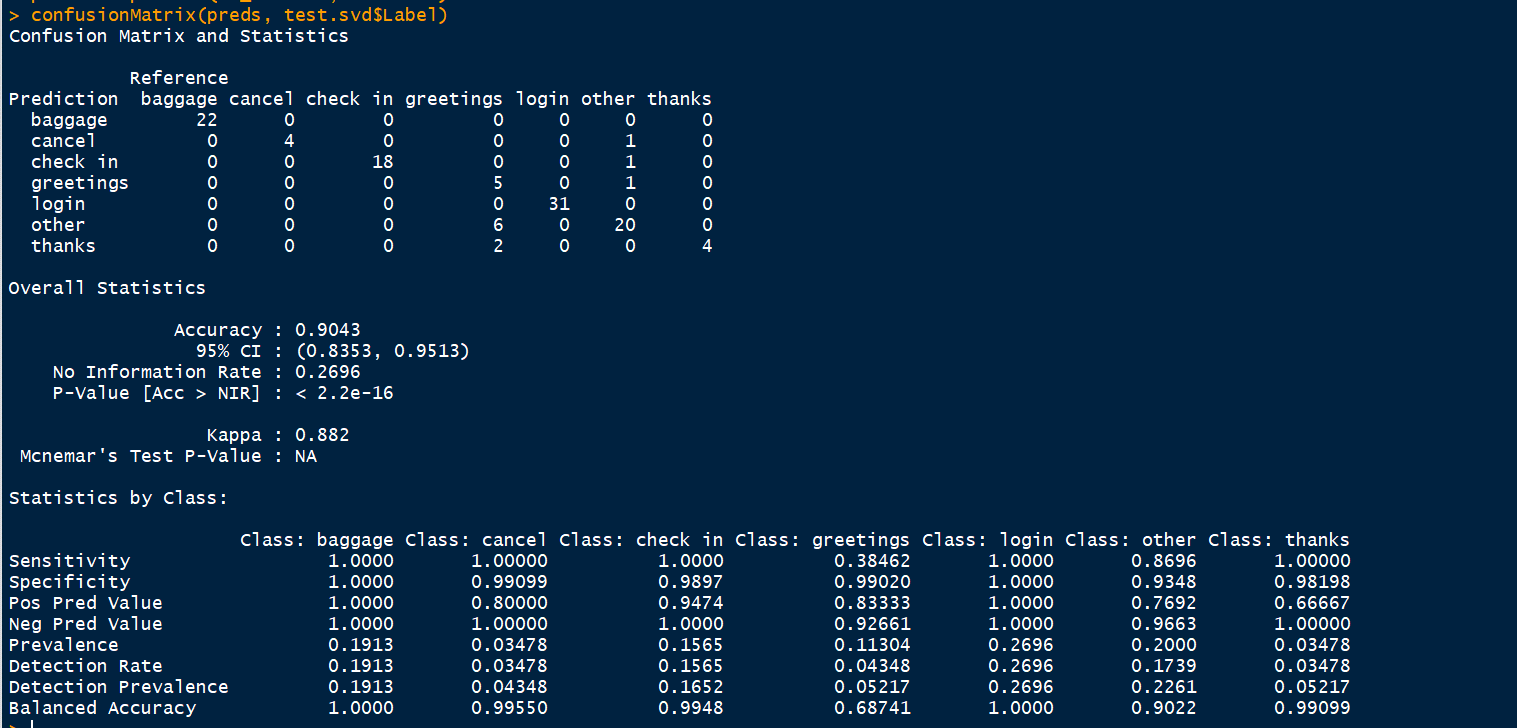 > confusionMatrix(preds, test.svd$Label)
Confusion Matrix and Statistics
Reference
Prediction baggage cancel check in greetings login other thanks
baggage 22 0 0 0 0 0 0
cancel 0 4 0 0 0 1 0
check in 0 0 18 0 0 1 0
greetings 0 0 0 5 0 1 0
login 0 0 0 0 31 0 0
other 0 0 0 6 0 20 0
thanks 0 0 0 2 0 0 4
Overall Statistics
Accuracy : 0.9043
95% CI : (0.8353, 0.9513)
No Information Rate : 0.2696
P-Value [Acc > NIR] : < 2.2e-16
Kappa : 0.882
Mcnemar's Test P-Value : NA
Statistics by Class:
Class: baggage Class: cancel Class: check in Class: greetings Class: login Class: other Class: thanks
Sensitivity 1.0000 1.00000 1.0000 0.38462 1.0000 0.8696 1.00000
Specificity 1.0000 0.99099 0.9897 0.99020 1.0000 0.9348 0.98198
Pos Pred Value 1.0000 0.80000 0.9474 0.83333 1.0000 0.7692 0.66667
Neg Pred Value 1.0000 1.00000 1.0000 0.92661 1.0000 0.9663 1.00000
Prevalence 0.1913 0.03478 0.1565 0.11304 0.2696 0.2000 0.03478
Detection Rate 0.1913 0.03478 0.1565 0.04348 0.2696 0.1739 0.03478
Detection Prevalence 0.1913 0.04348 0.1652 0.05217 0.2696 0.2261 0.05217
Balanced Accuracy 1.0000 0.99550 0.9948 0.68741 1.0000 0.9022 0.99099